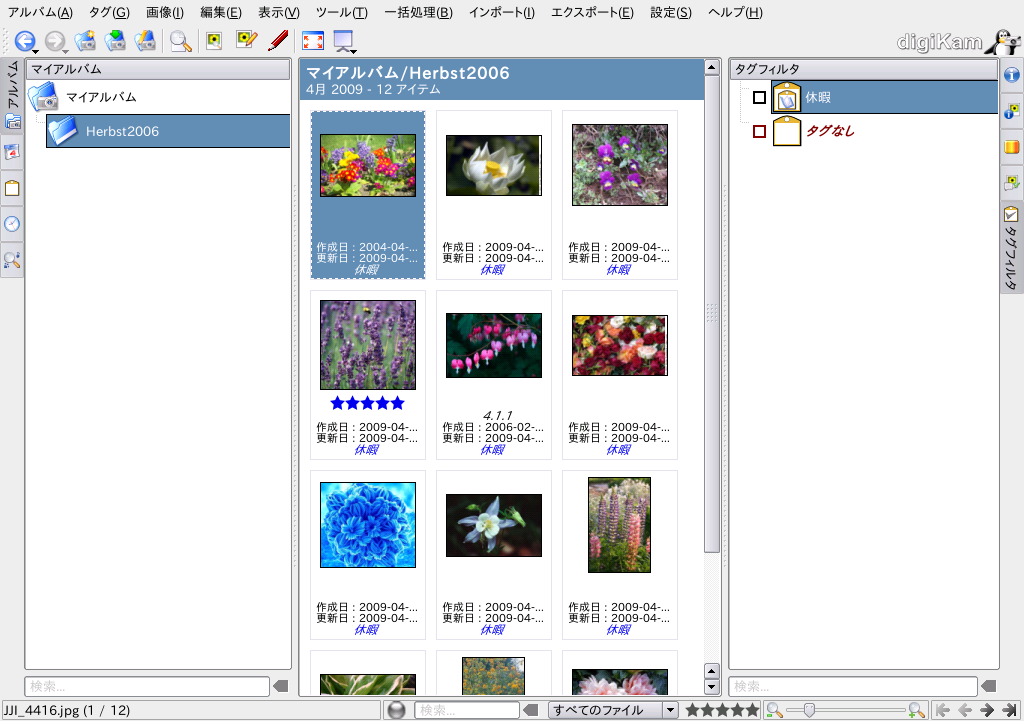 アルバム(A) タグ(G) 画像(I) 編集(E) 表示(V) ツール(T) 一括処理(B) インポート(I) エクスポート(E) 設定(S) ヘルプ(H)
digiKam
アルバム
マイアルバム
マイアルバム
Herbst2006
検索...
マイアルバム/Herbst2006
4月 2009 - 12 アイテム
作成日 : 2004-04-... 作成日 : 2009-04-... 作成日 : 2009-04-...
更新日 : 2009-04-... 更新日 : 2009-04-... 更新日 : 2009-04-...
休暇 休暇 休暇
4.1.1
作成日 : 2009-04-... 作成日 : 2006-02-... 作成日 : 2009-04-...
更新日 : 2009-04-... 更新日 : 2009-04-... 更新日 : 2009-04-...
休暇 休暇 休暇
作成日 : 2009-04-... 作成日 : 2009-04-... 作成日 : 2009-04-...
更新日 : 2009-04-... 更新日 : 2009-04-... 更新日 : 2009-04-...
休暇 休暇 休暇
タグフィルタ
休暇
タグなし
検索...
タグフィルタ
JJI_4416.jpg (1 / 12) 検索... すべてのファイル